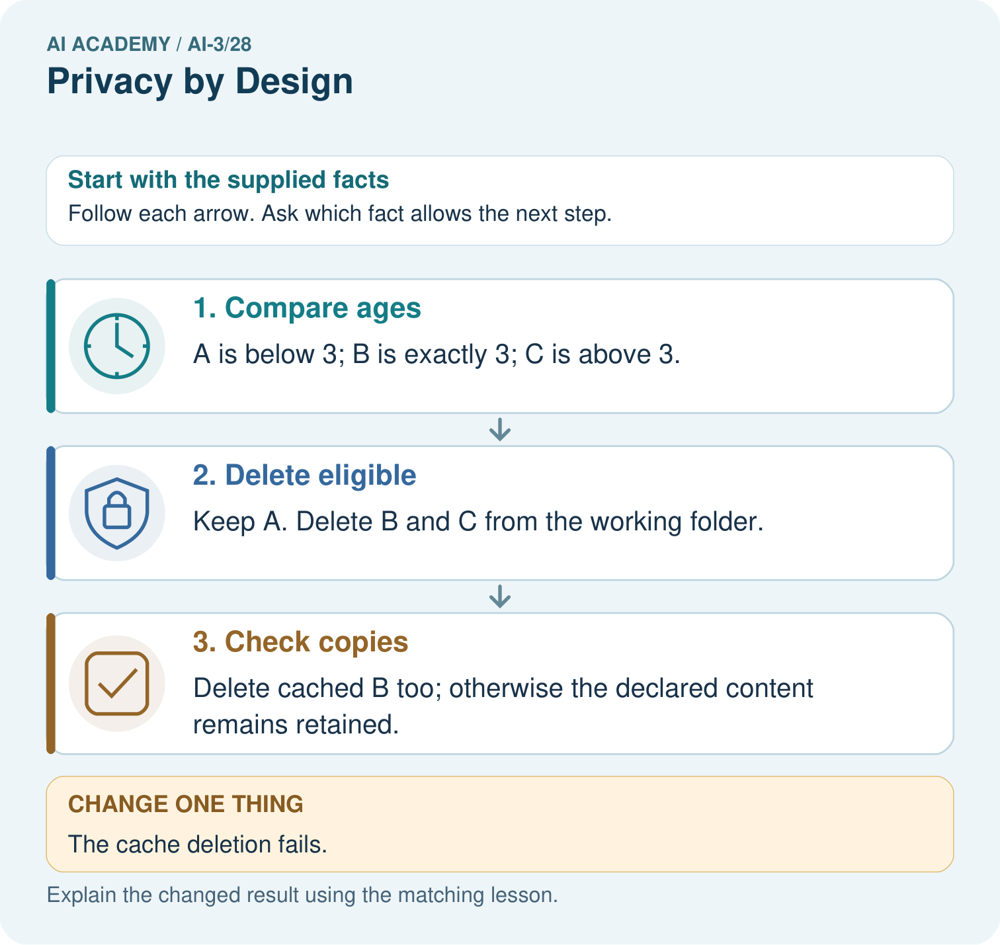 AI ACADEMY / AI-3/28
Privacy by Design
Start with the supplied facts
Follow each arrow. Ask which fact allows the next step.
1. Compare ages
A is below 3; B is exactly 3; C is above 3.
2. Delete eligible
Keep A. Delete B and C from the working folder.
3. Check copies
Delete cached B too; otherwise the declared content
remains retained.
CHANGE ONE THING
The cache deletion fails.
Explain the changed result using the matching lesson.